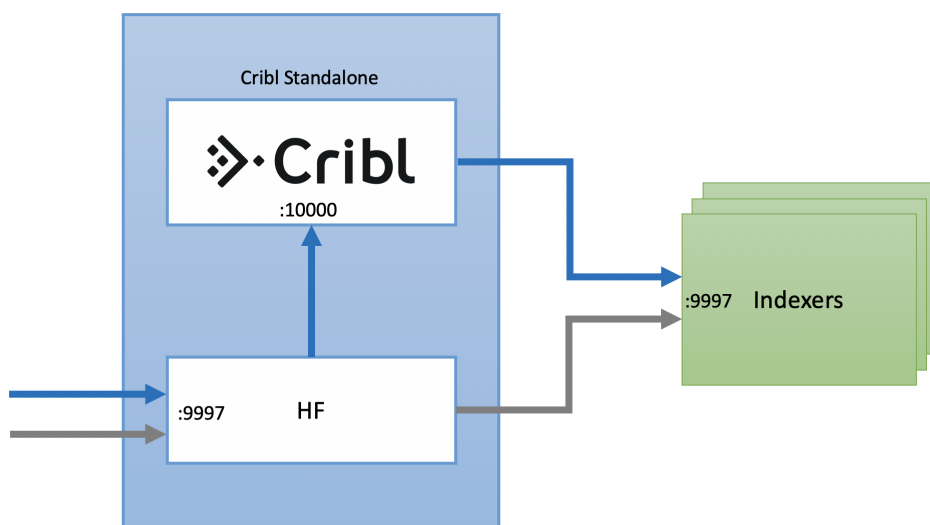 Cribl Standalone
Cribl
:10000
:9997 Indexers
:9997 HF